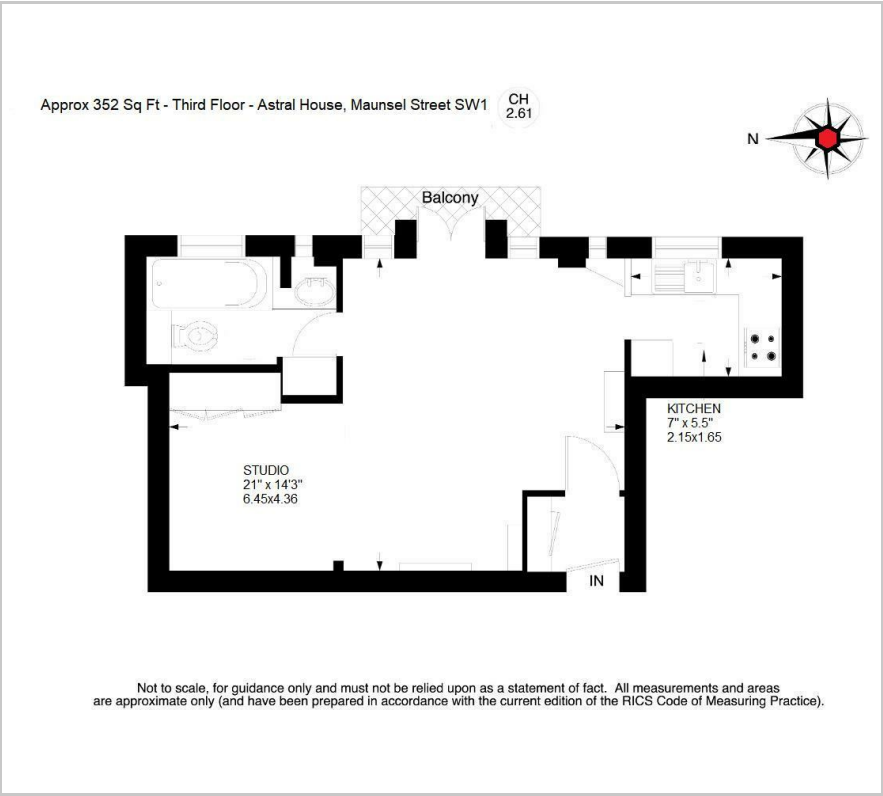 Approx 352 Sq Ft - Third Floor - Astral House, Maunsel Street SW1
CH
2.61
N
Balcony
KITCHEN
7" x 5.5"
2.15x1.65
STUDIO
21" x 14'3"
6.45x4.36
IN
Not to scale, for guidance only and must not be relied upon as a statement of fact. All measurements and areas
are approximate only (and have been prepared in accordance with the current edition of the RICS Code of Measuring Practice).